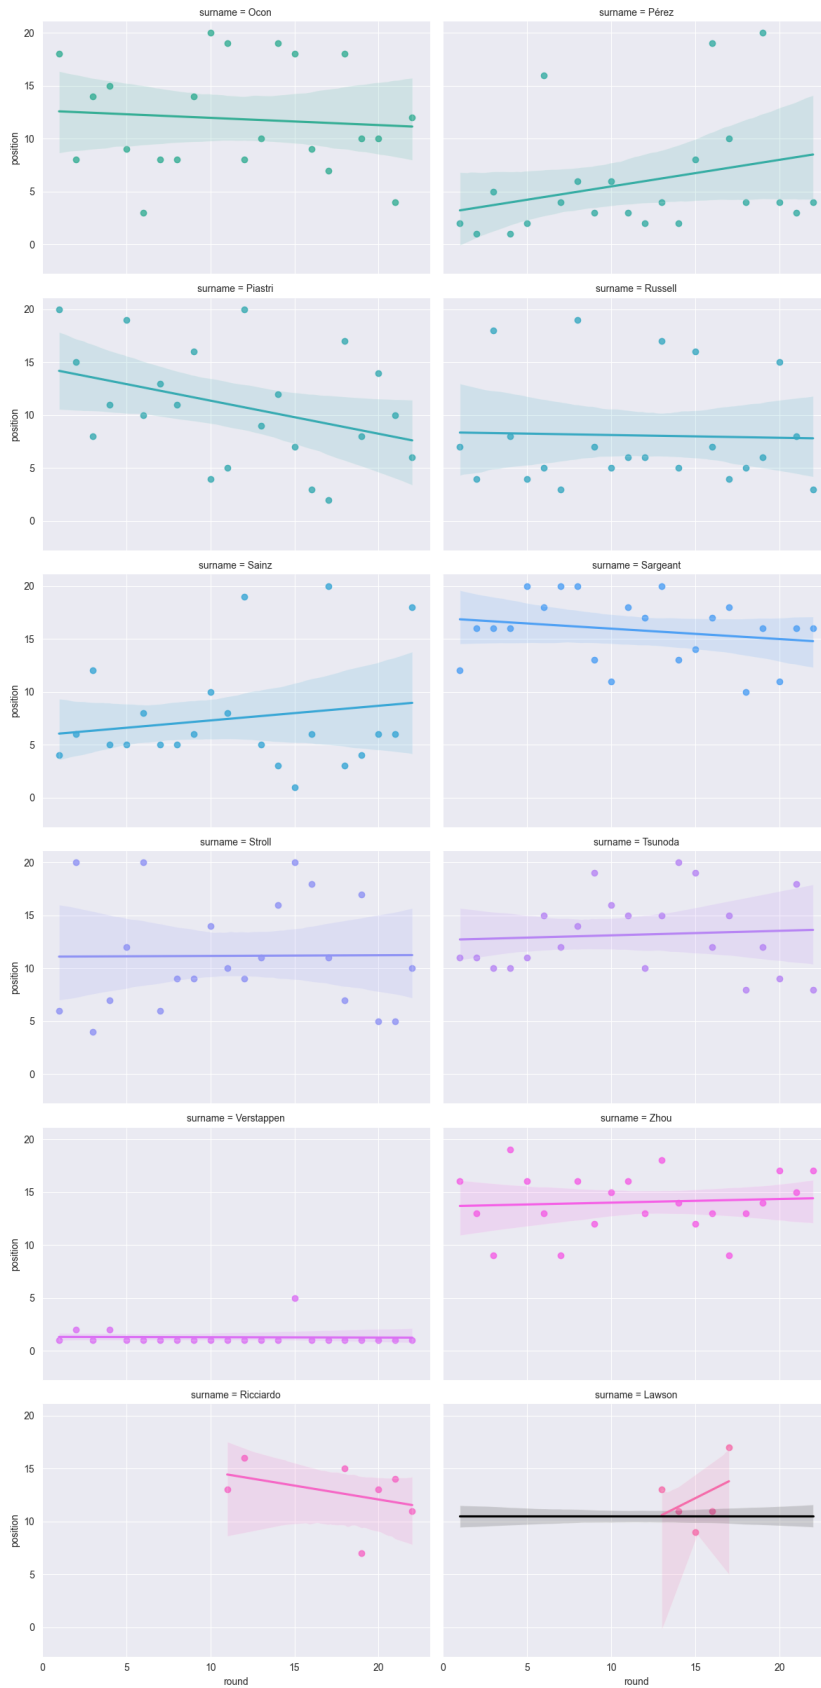 surname = Ocon
surname = Pérez
20
15
10
5
0
position
surname = Piastri
surname = Russell
20
15
10
5
0
position
surname = Sainz
surname = Sargeant
20
15
10
5
0
position
surname = Stroll
surname = Tsunoda
20
15
10
5
0
position
surname = Verstappen
surname = Zhou
20
15
10
5
0
position
surname = Ricciardo
surname = Lawson
20
15
10
5
0
position
0 5 10 15 20
0 5 10 15 20
round
round